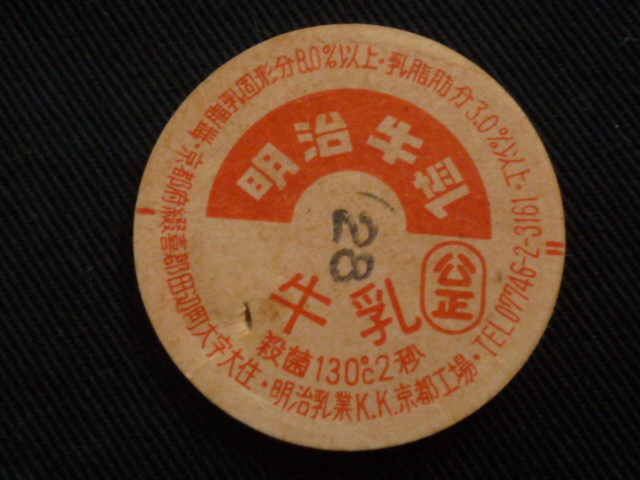 明治牛乳
28
牛乳
公正
殺菌130℃2秒
無脂乳固形分8.0%以上・乳脂肪分3.0%以上・TEL07746-2-3161
京都府綴喜郡田辺町大字大住・明治乳業K.K.京都工場・